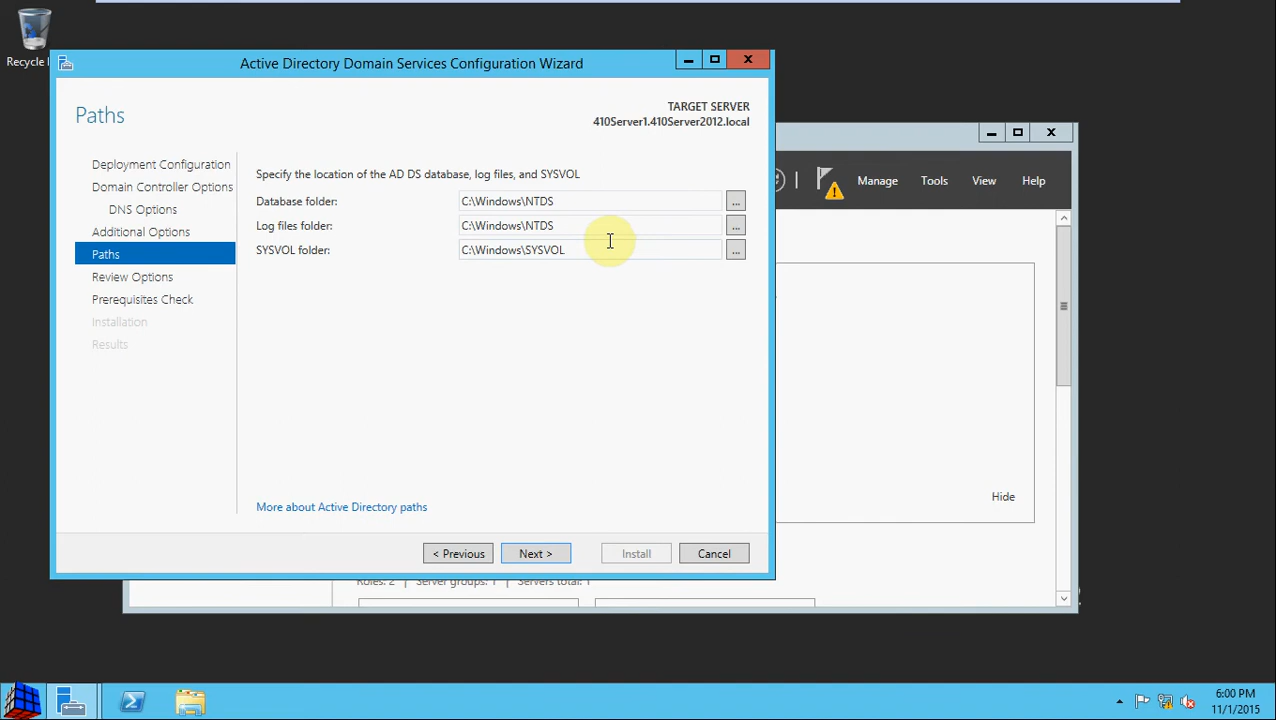 Recycle
Active Directory Domain Services Configuration Wizard
Paths
TARGET SERVER
410Server1.410Server2012.local
Deployment Configuration
Domain Controller Options
DNS Options
Additional Options
Paths
Review Options
Prerequisites Check
Installation
Results
Specify the location of the AD DS database, log files, and SYSVOL
Database folder: C:\Windows\NTDS ...
Log files folder: C:\Windows\NTDS ...
SYSVOL folder: C:\Windows\SYSVOL ...
More about Active Directory paths
< Previous Next > Install Cancel
Manage Tools View Help
Hide
Roles: 2 | Server groups: 1 | Servers total: 1
6:00 PM
11/1/2015